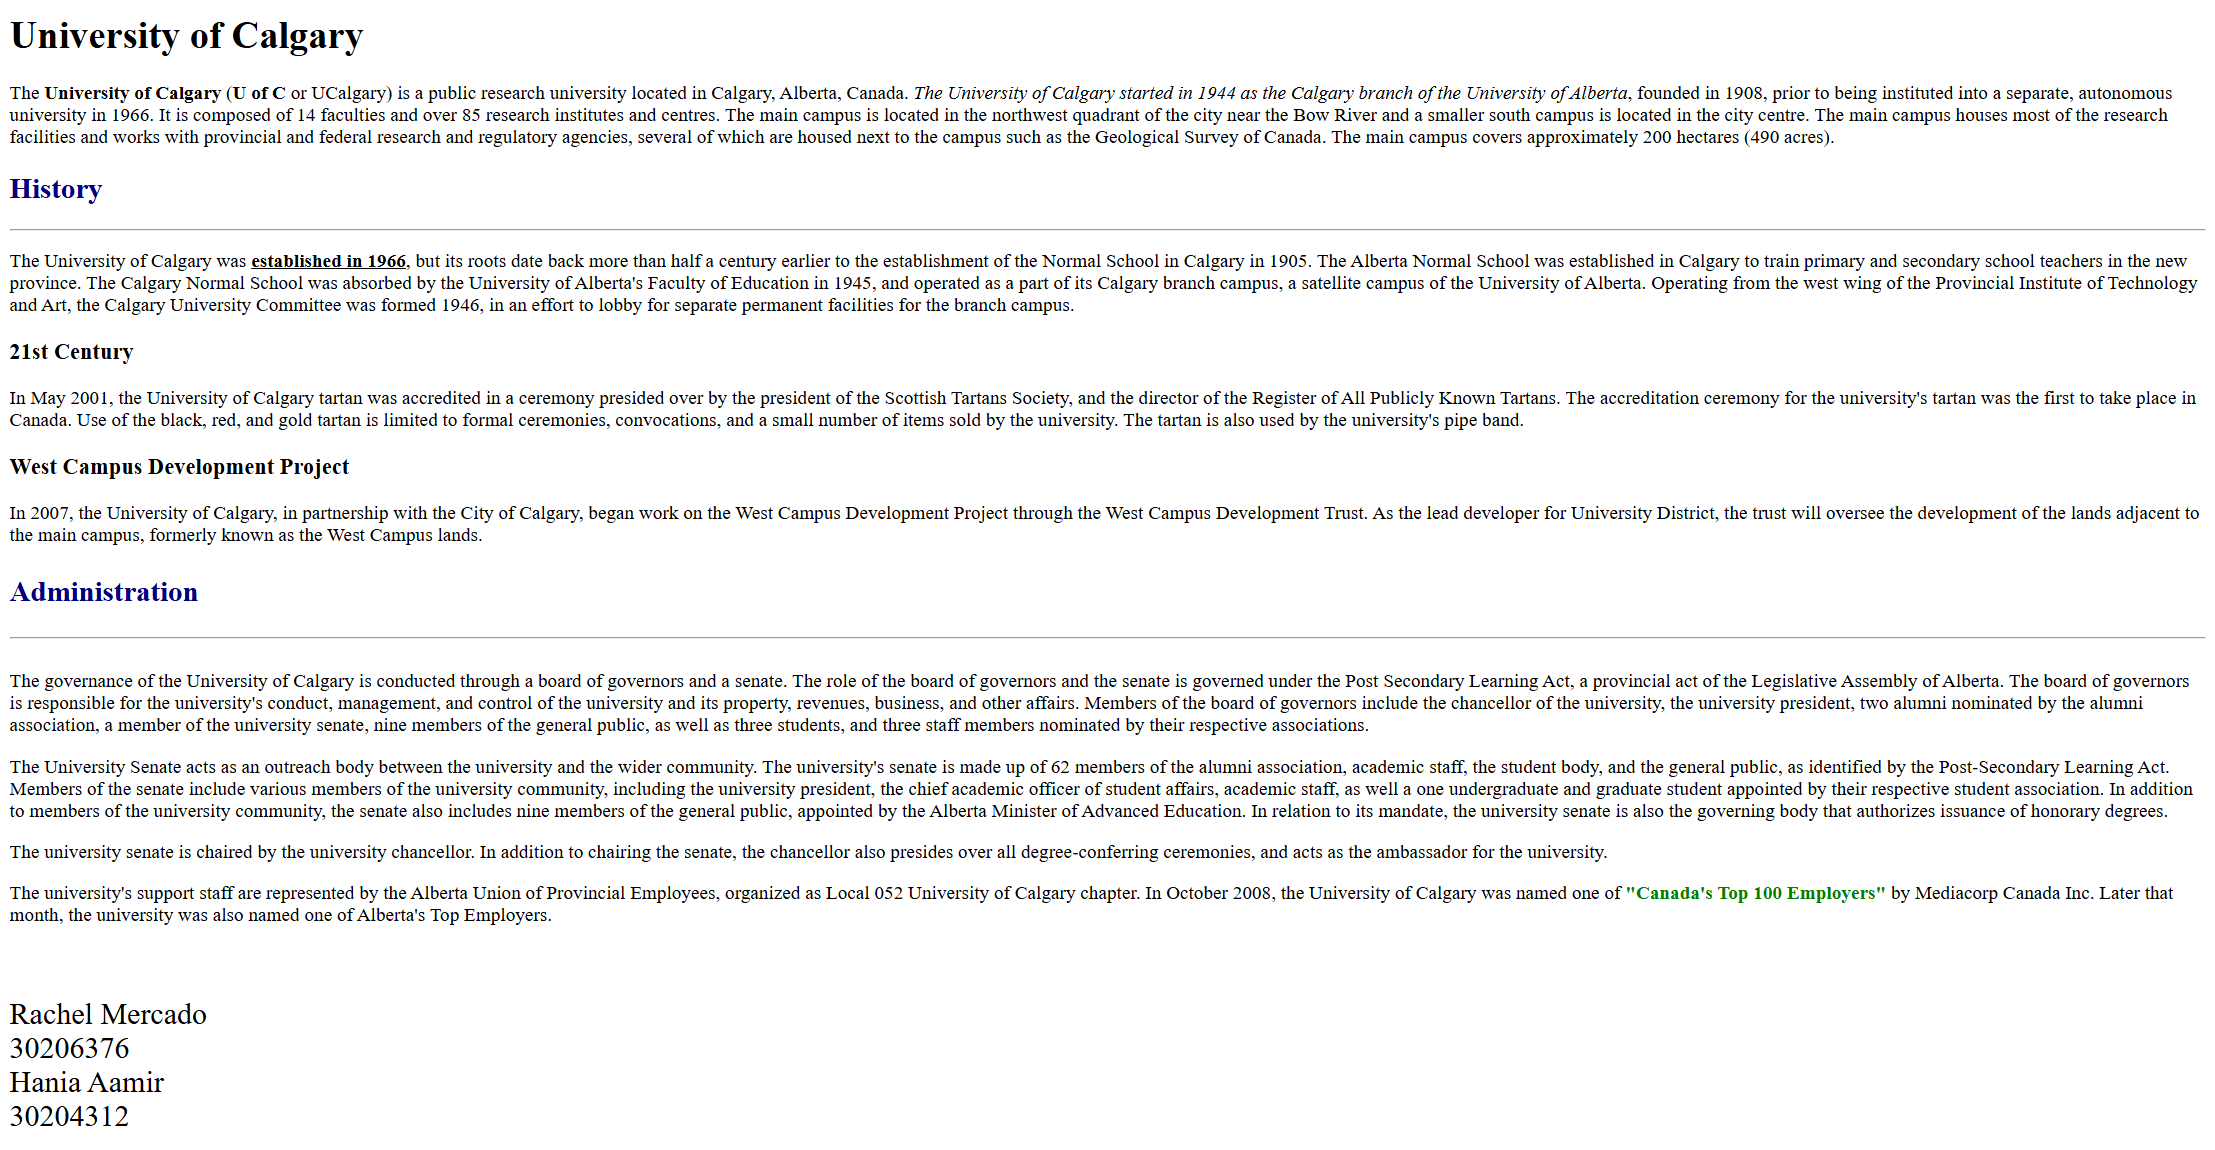 University of Calgary
The University of Calgary (U of C or UCalgary) is a public research university located in Calgary, Alberta, Canada. The University of Calgary started in 1944 as the Calgary branch of the University of Alberta, founded in 1908, prior to being instituted into a separate, autonomous
university in 1966. It is composed of 14 faculties and over 85 research institutes and centres. The main campus is located in the northwest quadrant of the city near the Bow River and a smaller south campus is located in the city centre. The main campus houses most of the research
facilities and works with provincial and federal research and regulatory agencies, several of which are housed next to the campus such as the Geological Survey of Canada. The main campus covers approximately 200 hectares (490 acres).
History
The University of Calgary was established in 1966, but its roots date back more than half a century earlier to the establishment of the Normal School in Calgary in 1905. The Alberta Normal School was established in Calgary to train primary and secondary school teachers in the new
province. The Calgary Normal School was absorbed by the University of Alberta's Faculty of Education in 1945, and operated as a part of its Calgary branch campus, a satellite campus of the University of Alberta. Operating from the west wing of the Provincial Institute of Technology
and Art, the Calgary University Committee was formed 1946, in an effort to lobby for separate permanent facilities for the branch campus.
21st Century
In May 2001, the University of Calgary tartan was accredited in a ceremony presided over by the president of the Scottish Tartans Society, and the director of the Register of All Publicly Known Tartans. The accreditation ceremony for the university's tartan was the first to take place in
Canada. Use of the black, red, and gold tartan is limited to formal ceremonies, convocations, and a small number of items sold by the university. The tartan is also used by the university's pipe band.
West Campus Development Project
In 2007, the University of Calgary, in partnership with the City of Calgary, began work on the West Campus Development Project through the West Campus Development Trust. As the lead developer for University District, the trust will oversee the development of the lands adjacent to
the main campus, formerly known as the West Campus lands.
Administration
The governance of the University of Calgary is conducted through a board of governors and a senate. The role of the board of governors and the senate is governed under the Post Secondary Learning Act, a provincial act of the Legislative Assembly of Alberta. The board of governors
is responsible for the university's conduct, management, and control of the university and its property, revenues, business, and other affairs. Members of the board of governors include the chancellor of the university, the university president, two alumni nominated by the alumni
association, a member of the university senate, nine members of the general public, as well as three students, and three staff members nominated by their respective associations.
The University Senate acts as an outreach body between the university and the wider community. The university's senate is made up of 62 members of the alumni association, academic staff, the student body, and the general public, as identified by the Post-Secondary Learning Act.
Members of the senate include various members of the university community, including the university president, the chief academic officer of student affairs, academic staff, as well a one undergraduate and graduate student appointed by their respective student association. In addition
to members of the university community, the senate also includes nine members of the general public, appointed by the Alberta Minister of Advanced Education. In relation to its mandate, the university senate is also the governing body that authorizes issuance of honorary degrees.
The university senate is chaired by the university chancellor. In addition to chairing the senate, the chancellor also presides over all degree-conferring ceremonies, and acts as the ambassador for the university.
The university's support staff are represented by the Alberta Union of Provincial Employees, organized as Local 052 University of Calgary chapter. In October 2008, the University of Calgary was named one of "Canada's Top 100 Employers" by Mediacorp Canada Inc. Later that
month, the university was also named one of Alberta's Top Employers.
Rachel Mercado
30206376
Hania Aamir
30204312